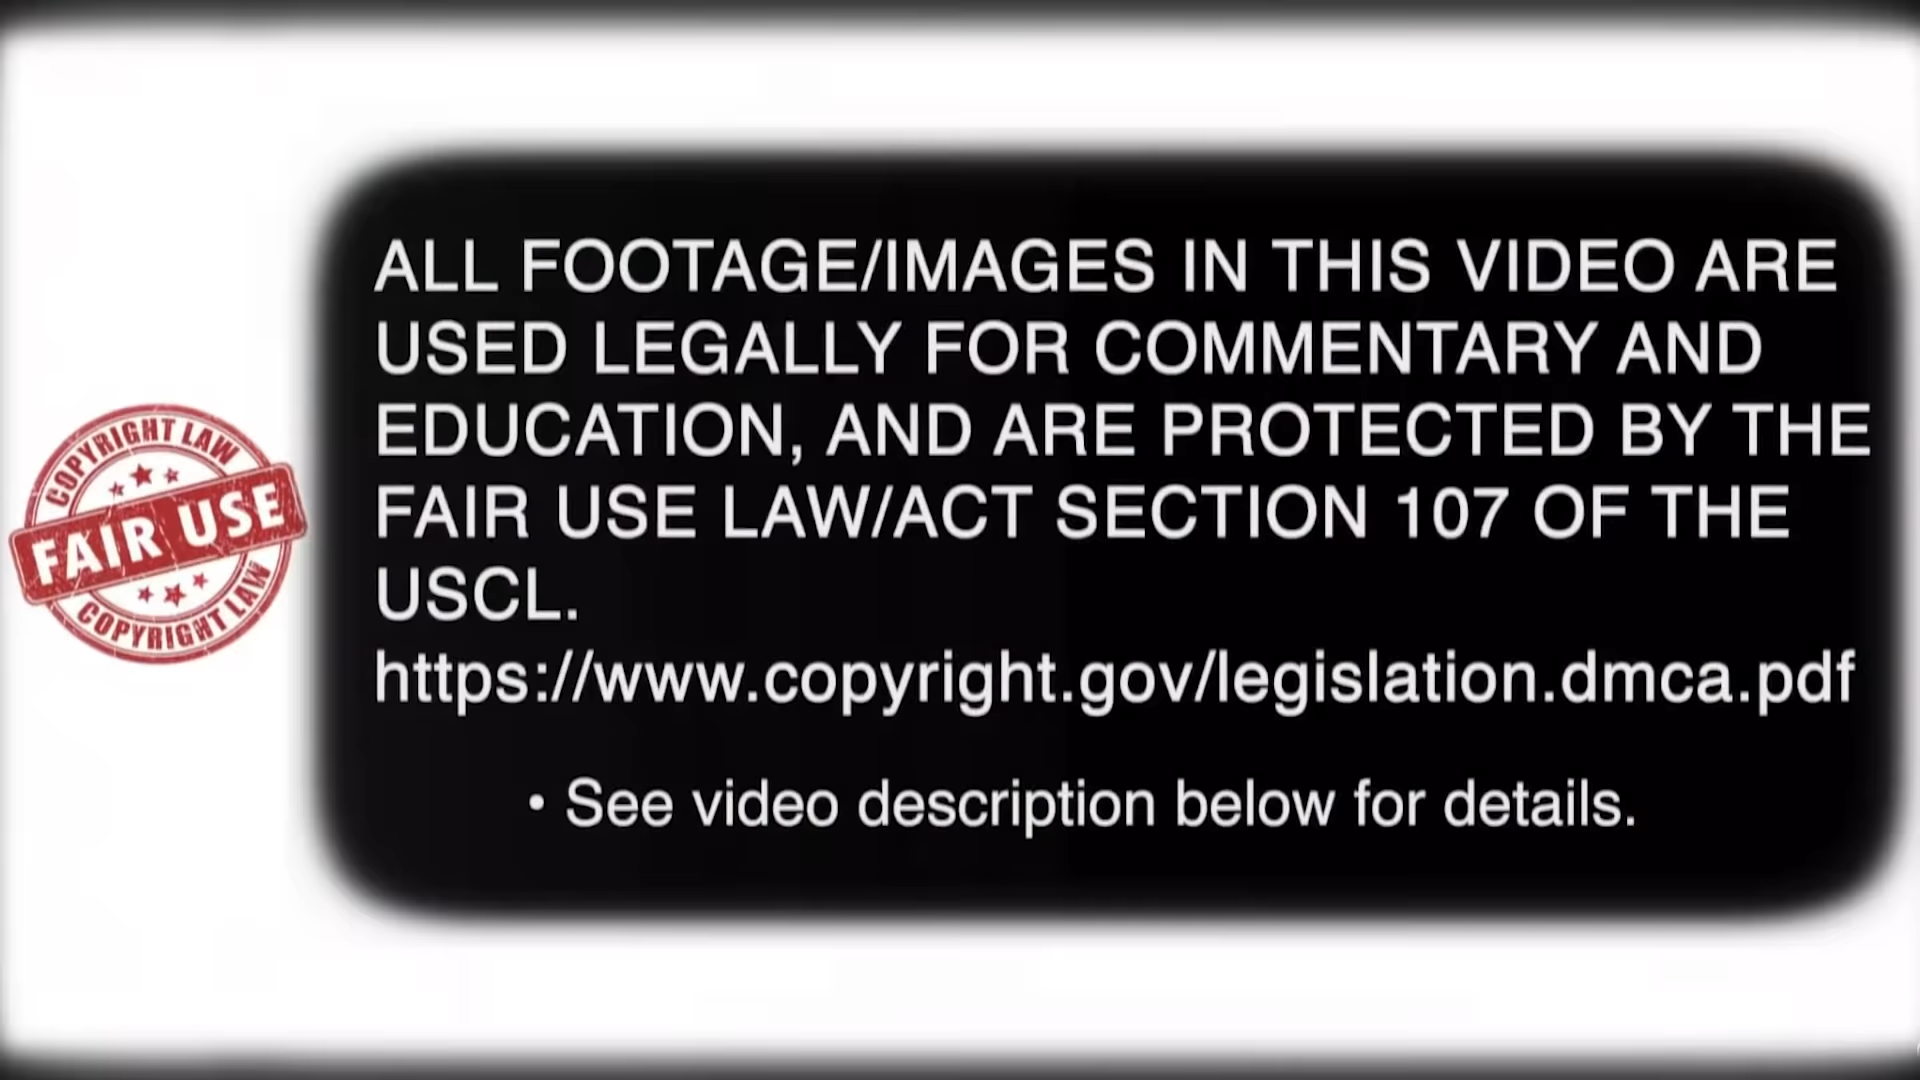 COPYRIGHT LAW
FAIR USE
COPYRIGHT LAW
ALL FOOTAGE/IMAGES IN THIS VIDEO ARE
USED LEGALLY FOR COMMENTARY AND
EDUCATION, AND ARE PROTECTED BY THE
FAIR USE LAW/ACT SECTION 107 OF THE
USCL.
https://www.copyright.gov/legislation.dmca.pdf
• See video description below for details.